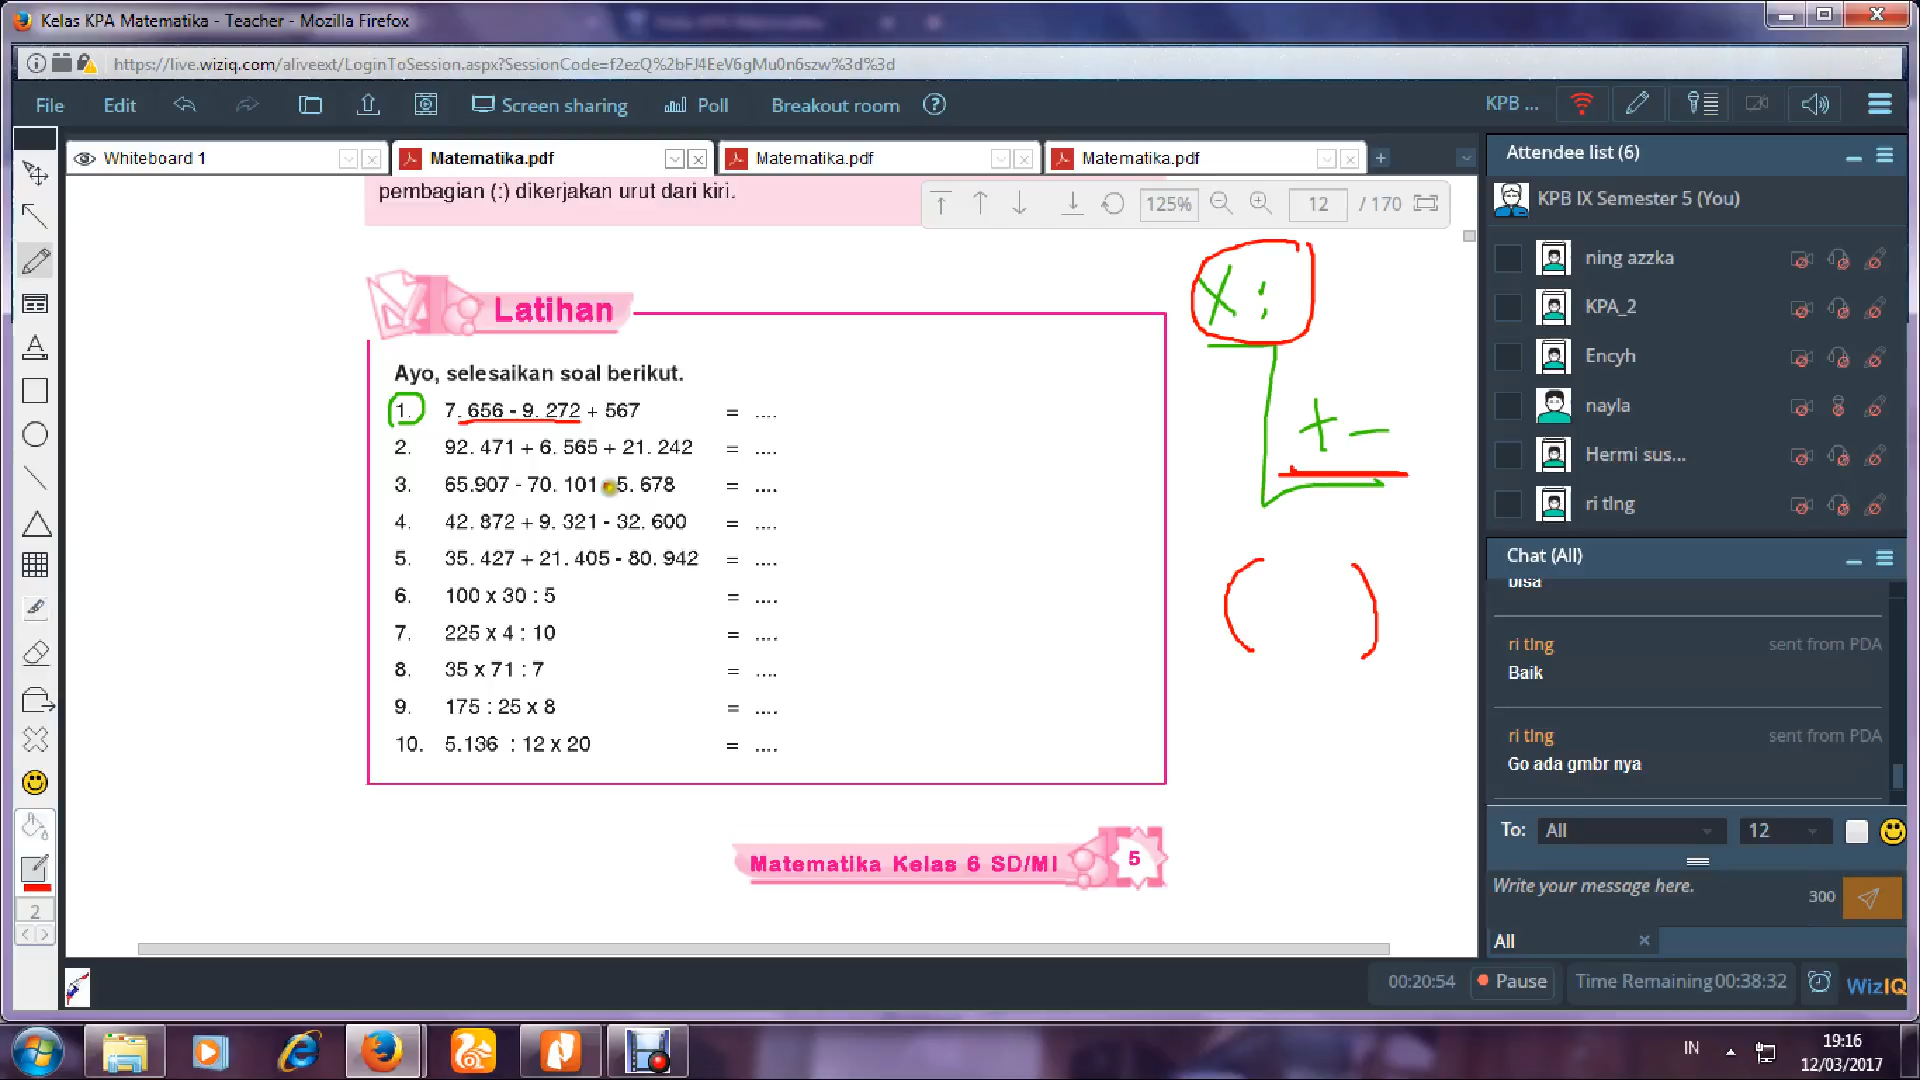 Kelas KPA Matematika - Teacher - Mozilla Firefox
https://live.wiziq.com/aliveext/LoginToSession.aspx?SessionCode=f2ezQ%2bFJ4EeV6gMu0n6szw%3d%3d
File Edit Screen sharing Poll Breakout room KPB ...
Whiteboard 1 Matematika.pdf Matematika.pdf Matematika.pdf
pembagian (:) dikerjakan urut dari kiri.
125% 12 / 170
X :
+ -
( )
Latihan
Ayo, selesaikan soal berikut.
1. 7. 656 - 9. 272 + 567 = ....
2. 92. 471 + 6. 565 + 21. 242 = ....
3. 65.907 - 70. 101 5. 678 = ....
4. 42. 872 + 9. 321 - 32. 600 = ....
5. 35. 427 + 21. 405 - 80. 942 = ....
6. 100 x 30 : 5 = ....
7. 225 x 4 : 10 = ....
8. 35 x 71 : 7 = ....
9. 175 : 25 x 8 = ....
10. 5.136 : 12 x 20 = ....
Matematika Kelas 6 SD/MI 5
2
Attendee list (6)
KPB IX Semester 5 (You)
ning azzka
KPA_2
Encyh
nayla
Hermi sus...
ri tlng
Chat (All)
bisa
ri tlng sent from PDA
Baik
ri tlng sent from PDA
Go ada gmbr nya
To: All 12
Write your message here. 300
All
00:20:54 Pause Time Remaining 00:38:32 WizIQ
IN 19:16
12/03/2017